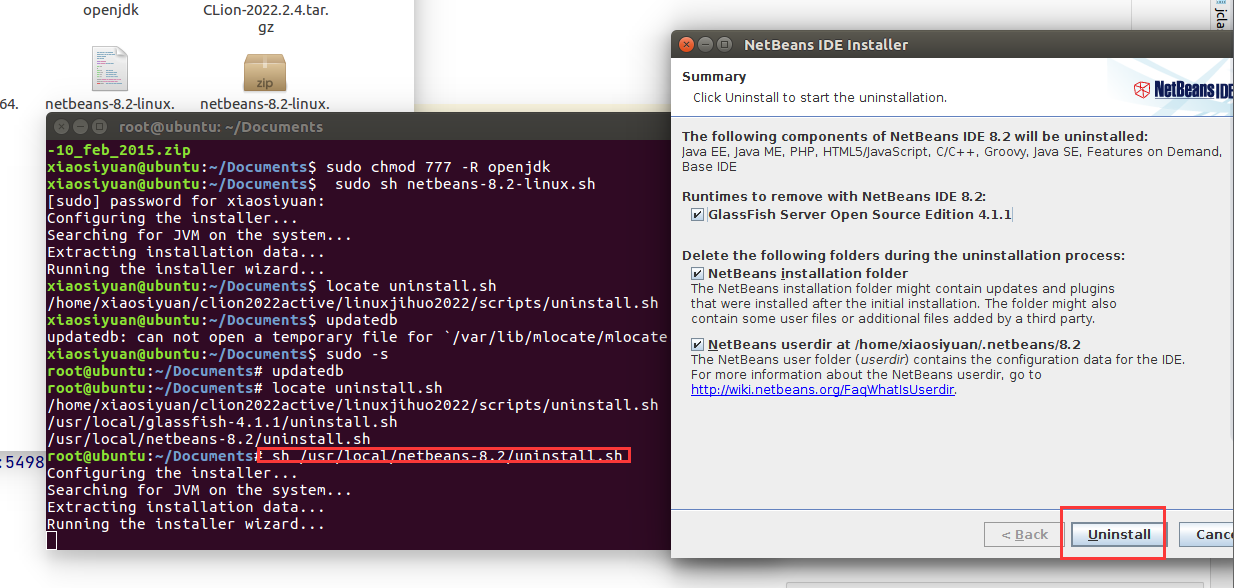 openjdk
CLion-2022.2.4.tar.
gz
jcla
zip
64.
netbeans-8.2-linux.
netbeans-8.2-linux.
root@ubuntu: ~/Documents
-10_feb_2015.zip
xiaosiyuan@ubuntu:~/Documents$ sudo chmod 777 -R openjdk
xiaosiyuan@ubuntu:~/Documents$  sudo sh netbeans-8.2-linux.sh
[sudo] password for xiaosiyuan:
Configuring the installer...
Searching for JVM on the system...
Extracting installation data...
Running the installer wizard...
xiaosiyuan@ubuntu:~/Documents$ locate uninstall.sh
/home/xiaosiyuan/clion2022active/linuxjihuo2022/scripts/uninstall.sh
xiaosiyuan@ubuntu:~/Documents$ updatedb
updatedb: can not open a temporary file for `/var/lib/mlocate/mlocate
xiaosiyuan@ubuntu:~/Documents$ sudo -s
root@ubuntu:~/Documents# updatedb
root@ubuntu:~/Documents# locate uninstall.sh
/home/xiaosiyuan/clion2022active/linuxjihuo2022/scripts/uninstall.sh
/usr/local/glassfish-4.1.1/uninstall.sh
/usr/local/netbeans-8.2/uninstall.sh
root@ubuntu:~/Documents# sh /usr/local/netbeans-8.2/uninstall.sh
Configuring the installer...
Searching for JVM on the system...
Extracting installation data...
Running the installer wizard...
:5498
NetBeans IDE Installer
Summary
Click Uninstall to start the uninstallation.
NetBeans IDE
The following components of NetBeans IDE 8.2 will be uninstalled:
Java EE, Java ME, PHP, HTML5/JavaScript, C/C++, Groovy, Java SE, Features on Demand,
Base IDE
Runtimes to remove with NetBeans IDE 8.2:
GlassFish Server Open Source Edition 4.1.1
Delete the following folders during the uninstallation process:
NetBeans installation folder
The NetBeans installation folder might contain updates and plugins
that were installed after the initial installation. The folder might also
contain some user files or additional files added by a third party.
NetBeans userdir at /home/xiaosiyuan/.netbeans/8.2
The NetBeans user folder (userdir) contains the configuration data for the IDE.
For more information about the NetBeans userdir, go to
http://wiki.netbeans.org/FaqWhatIsUserdir.
< Back
Uninstall
Canc